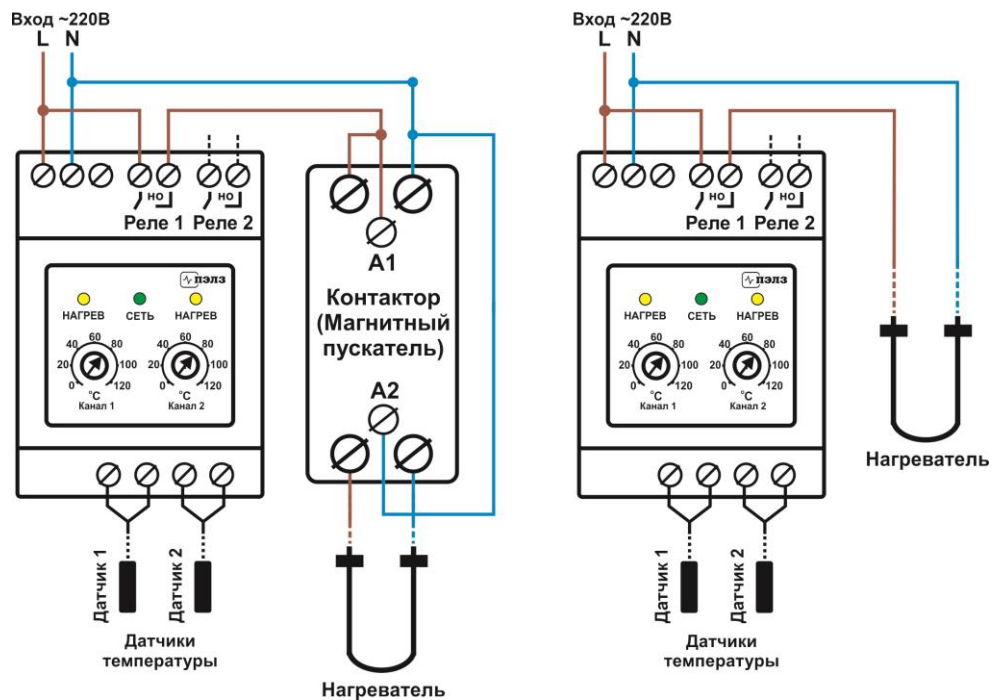 Вход ~220В
L N
но но
Реле 1 Реле 2
пэлз
НАГРЕВ СЕТЬ НАГРЕВ
0 20 40 60 80 100 120
°C
Канал 1
0 20 40 60 80 100 120
°C
Канал 2
Датчик 1
Датчик 2
Датчики
температуры
A1
Контактор
(Магнитный
пускатель)
A2
Нагреватель
Вход ~220В
L N
но но
Реле 1 Реле 2
пэлз
НАГРЕВ СЕТЬ НАГРЕВ
0 20 40 60 80 100 120
°C
Канал 1
0 20 40 60 80 100 120
°C
Канал 2
Датчик 1
Датчик 2
Датчики
температуры
Нагреватель